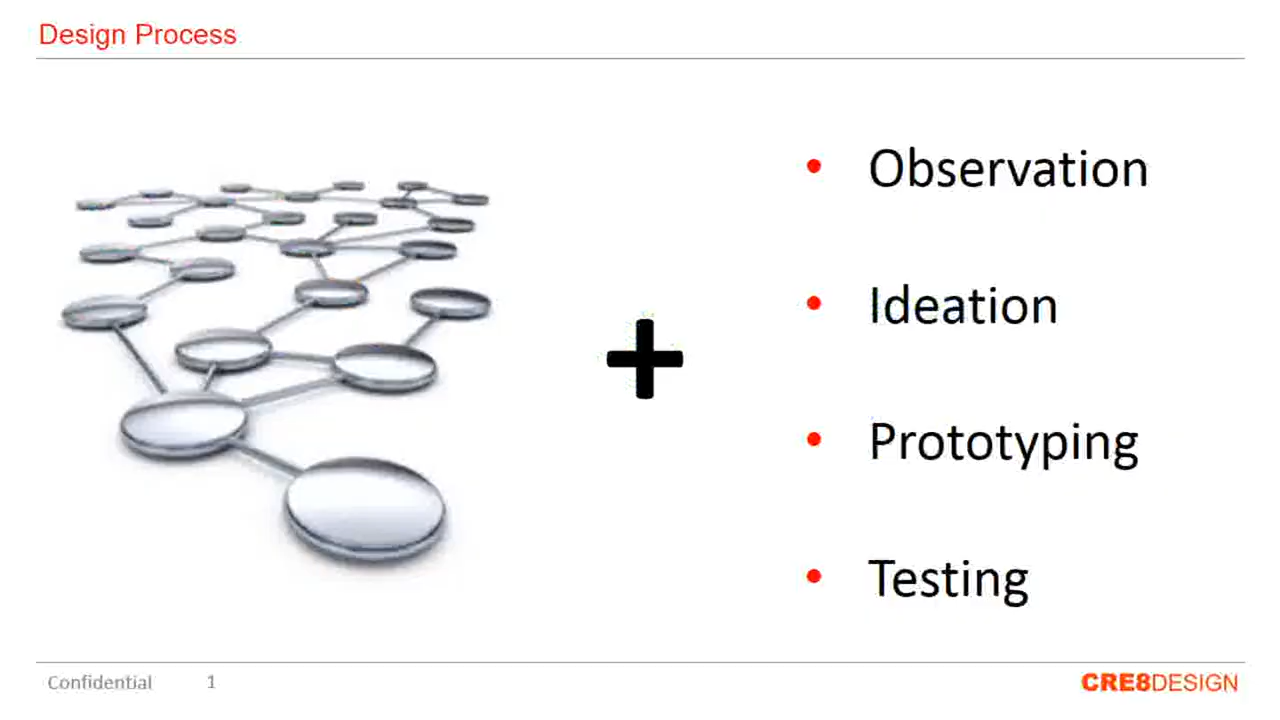 Design Process
• Observation
• Ideation
• Prototyping
• Testing
Confidential 1
CRE8DESIGN